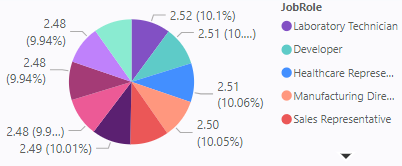 2.48
(9.94%)
2.52 (10.1%)
2.51 (10....)
2.48
(9.94%)
2.51
(10.06%)
2.48 (9.9...)
2.50
(10.05%)
2.49 (10.01%)
JobRole
Laboratory Technician
Developer
Healthcare Represe...
Manufacturing Dire...
Sales Representative